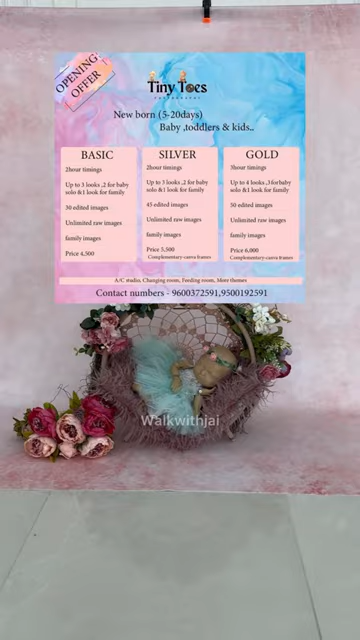 OPENING
OFFER
Tiny Toes
PHOTOGRAPHY
New born (5-20days)
Baby ,toddlers & kids..
BASIC
2hour timings
Up to 3 looks ,2 for baby
solo &1 look for family
30 edited images
Unlimited raw images
family images
Price 4,500
SILVER
2hour timings
Up to 3 looks ,2 for baby
solo &1 look for family
45 edited images
Unlimited raw images
family images
Price 5,500
Complementary-canva frames
GOLD
3hour timings
Up to 4 looks ,3forbaby
solo &1 look for family
50 edited images
Unlimited raw images
family images
Price 6,000
Complementary-canva frames
A/C studio, Changing room, Feeding room, More themes
Contact numbers - 9600372591,9500192591
Walkwithjai